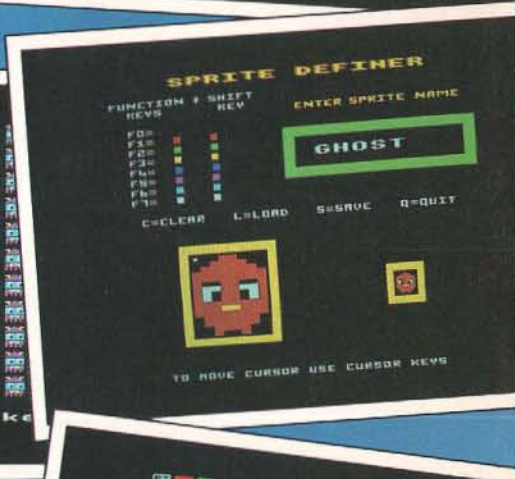 SPRITE DEFINER
FUNCTION + SHIFT
KEYS KEY
ENTER SPRITE NAME
F0=
F1=
F2=
F3=
F4=
F5=
F6=
F7=
GHOST
C=CLEAR L=LOAD S=SAVE Q=QUIT
TO MOVE CURSOR USE CURSOR KEYS
ke